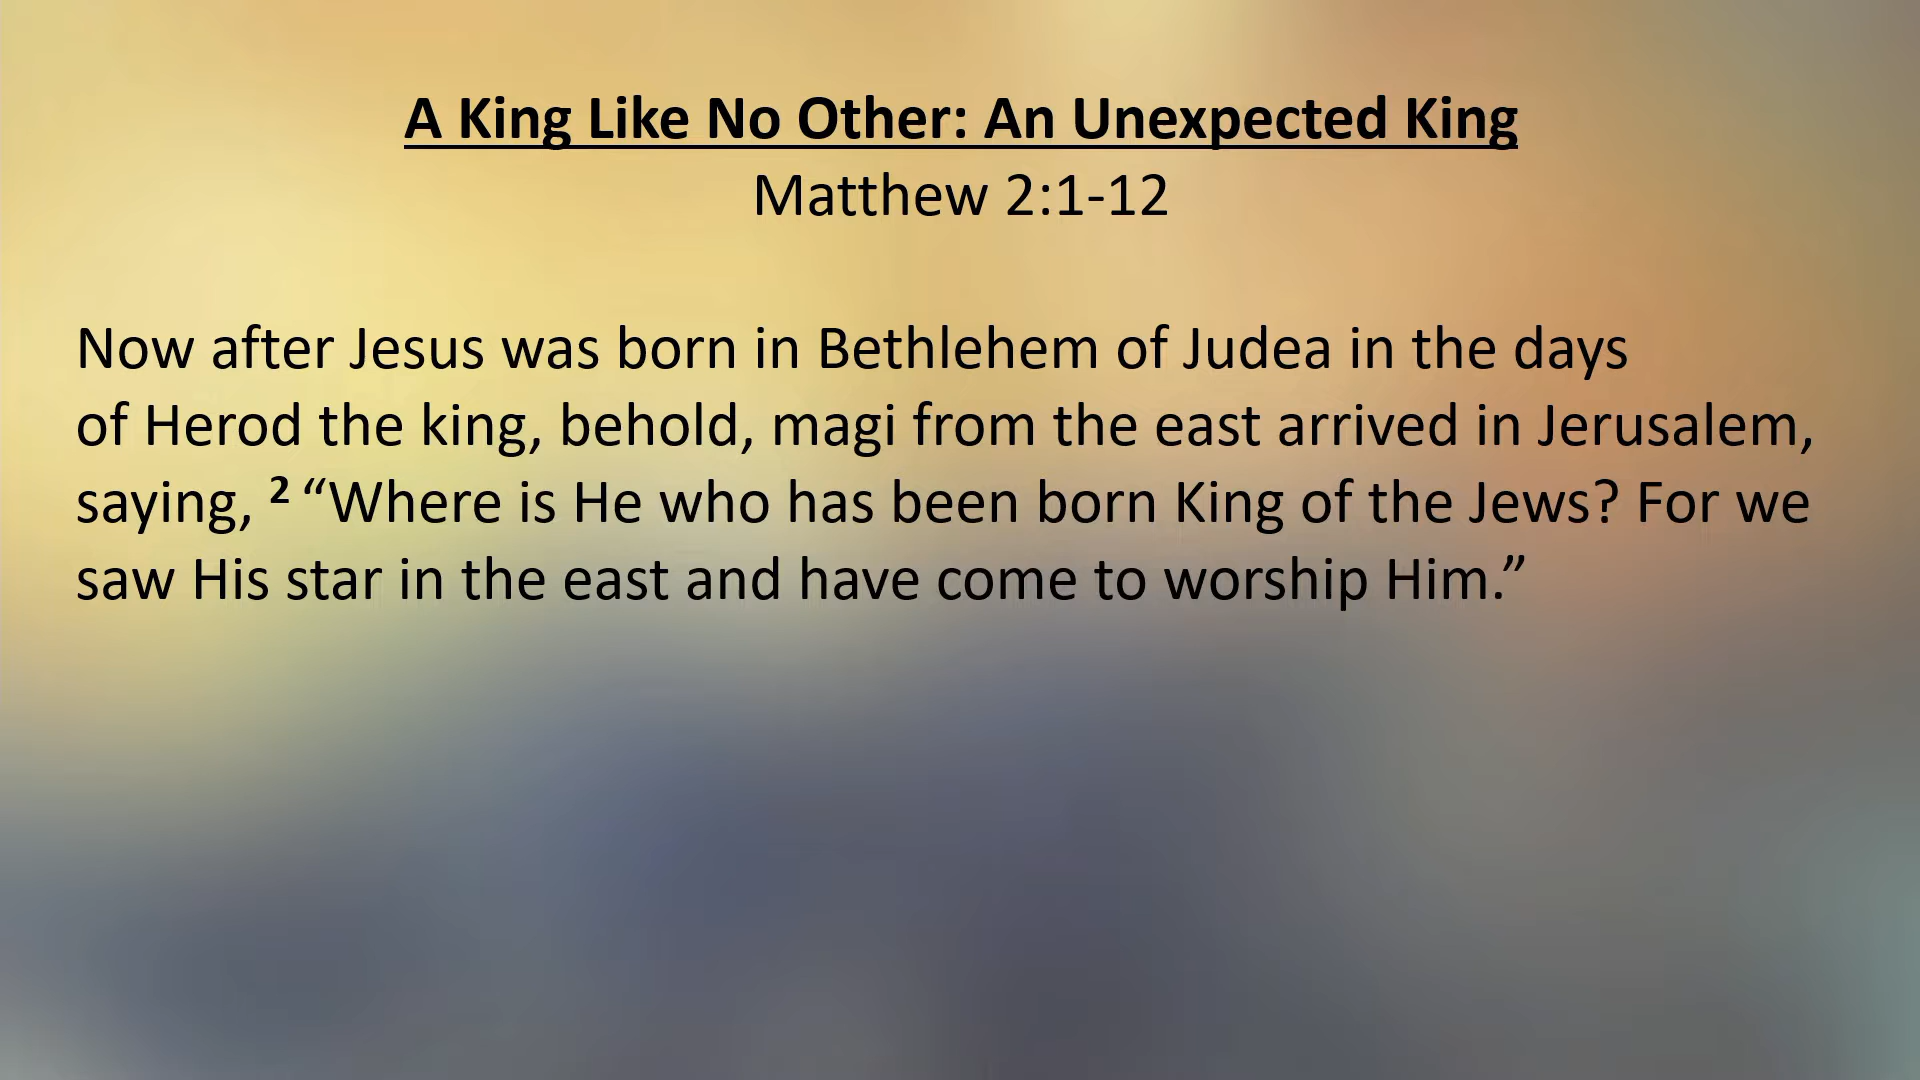 A King Like No Other: An Unexpected King
Matthew 2:1-12
Now after Jesus was born in Bethlehem of Judea in the days
of Herod the king, behold, magi from the east arrived in Jerusalem,
saying, ² “Where is He who has been born King of the Jews? For we
saw His star in the east and have come to worship Him.”